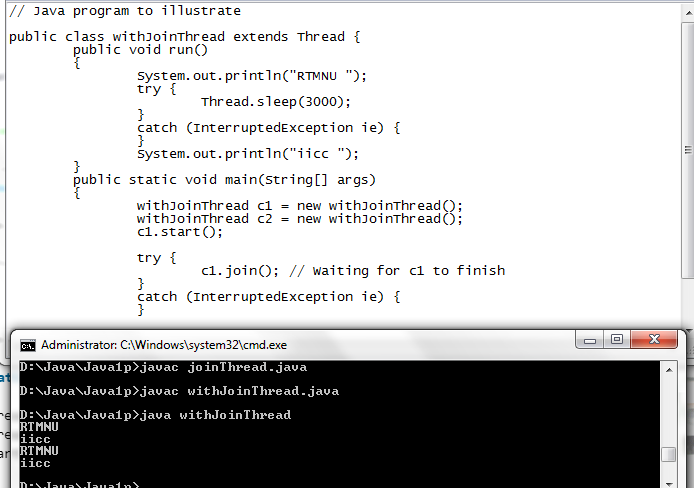 // Java program to illustrate
public class withJoinThread extends Thread {
public void run()
{
System.out.println("RTMNU ");
try {
Thread.sleep(3000);
}
catch (InterruptedException ie) {
}
System.out.println("iicc ");
}
public static void main(String[] args)
{
withJoinThread c1 = new withJoinThread();
withJoinThread c2 = new withJoinThread();
c1.start();
try {
c1.join(); // Waiting for c1 to finish
}
catch (InterruptedException ie) {
}
Administrator: C:\Windows\system32\cmd.exe
D:\Java\Java1p>javac joinThread.java
D:\Java\Java1p>javac withJoinThread.java
D:\Java\Java1p>java withJoinThread
RTMNU
iicc
RTMNU
iicc
D:\Java\Java1p>